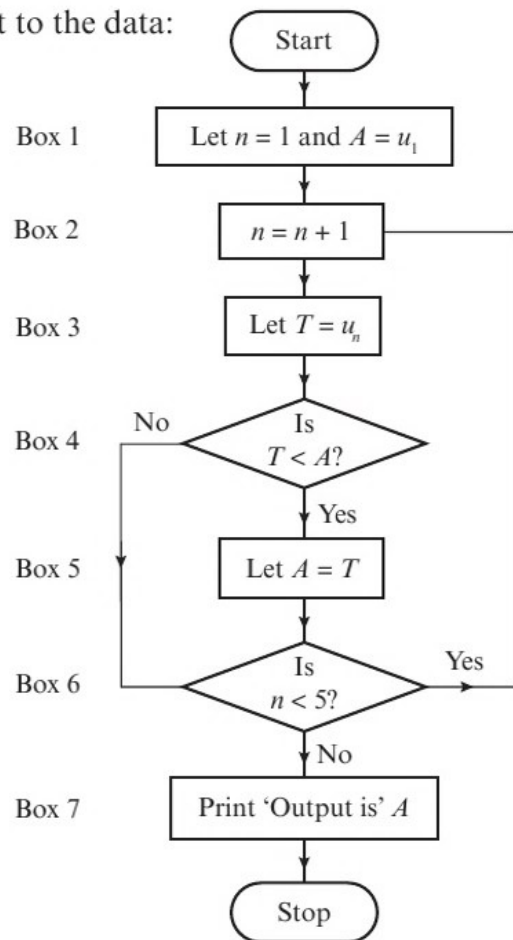 t to the data:
Start
Box 1
Let n = 1 and A = u₁
Box 2
n = n + 1
Box 3
Let T = uₙ
Box 4
No
Is
T < A?
Yes
Box 5
Let A = T
Box 6
Is
n < 5?
Yes
No
Box 7
Print ‘Output is’ A
Stop